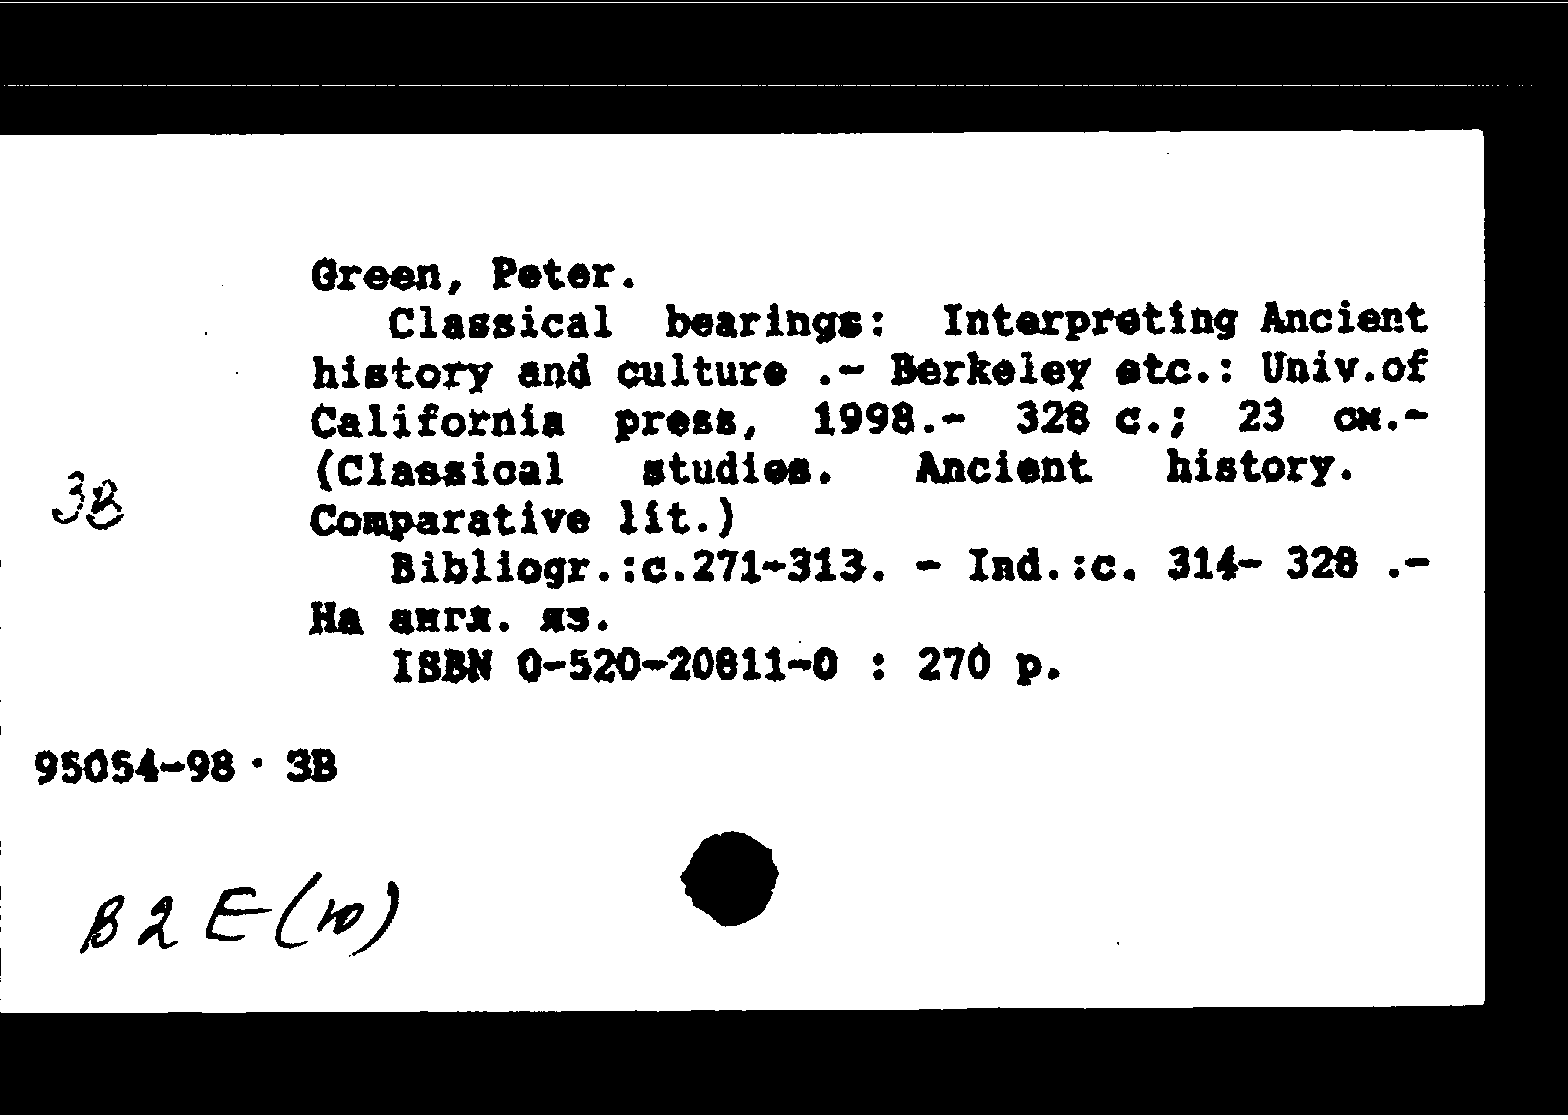 Green, Peter.
Classical bearings: Interpreting Ancient
history and culture .- Berkeley etc.: Univ.of
California press, 1998.- 328 с.; 23 см.-
(Classical studies. Ancient history.
3В
Comparative lit.)
Bibliogr.:с.271-313. - Ind.:с. 314- 328 .-
На англ. яз.
ISBN 0-520-20811-0 : 270 р.
95054-98 · 3В
В 2 Е (10)